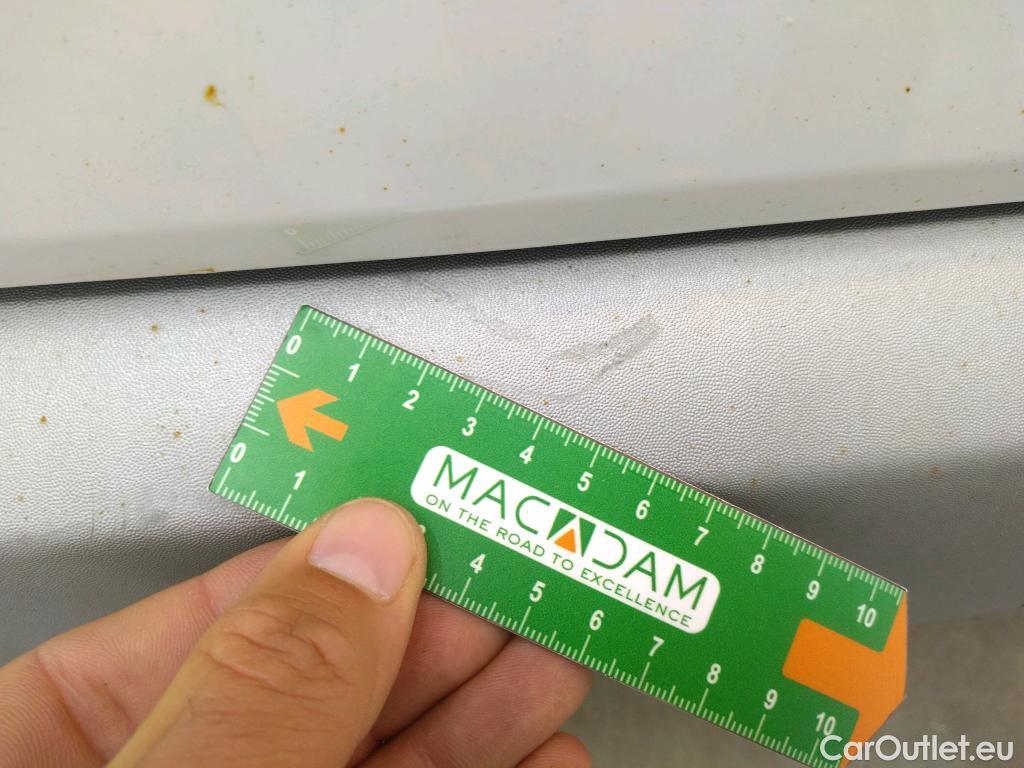 0 1 2 3 4 5 6 7 8 9 10
MACADAM
ON THE ROAD TO EXCELLENCE
0 1 4 5 6 7 8 9 10
CarOutlet.eu